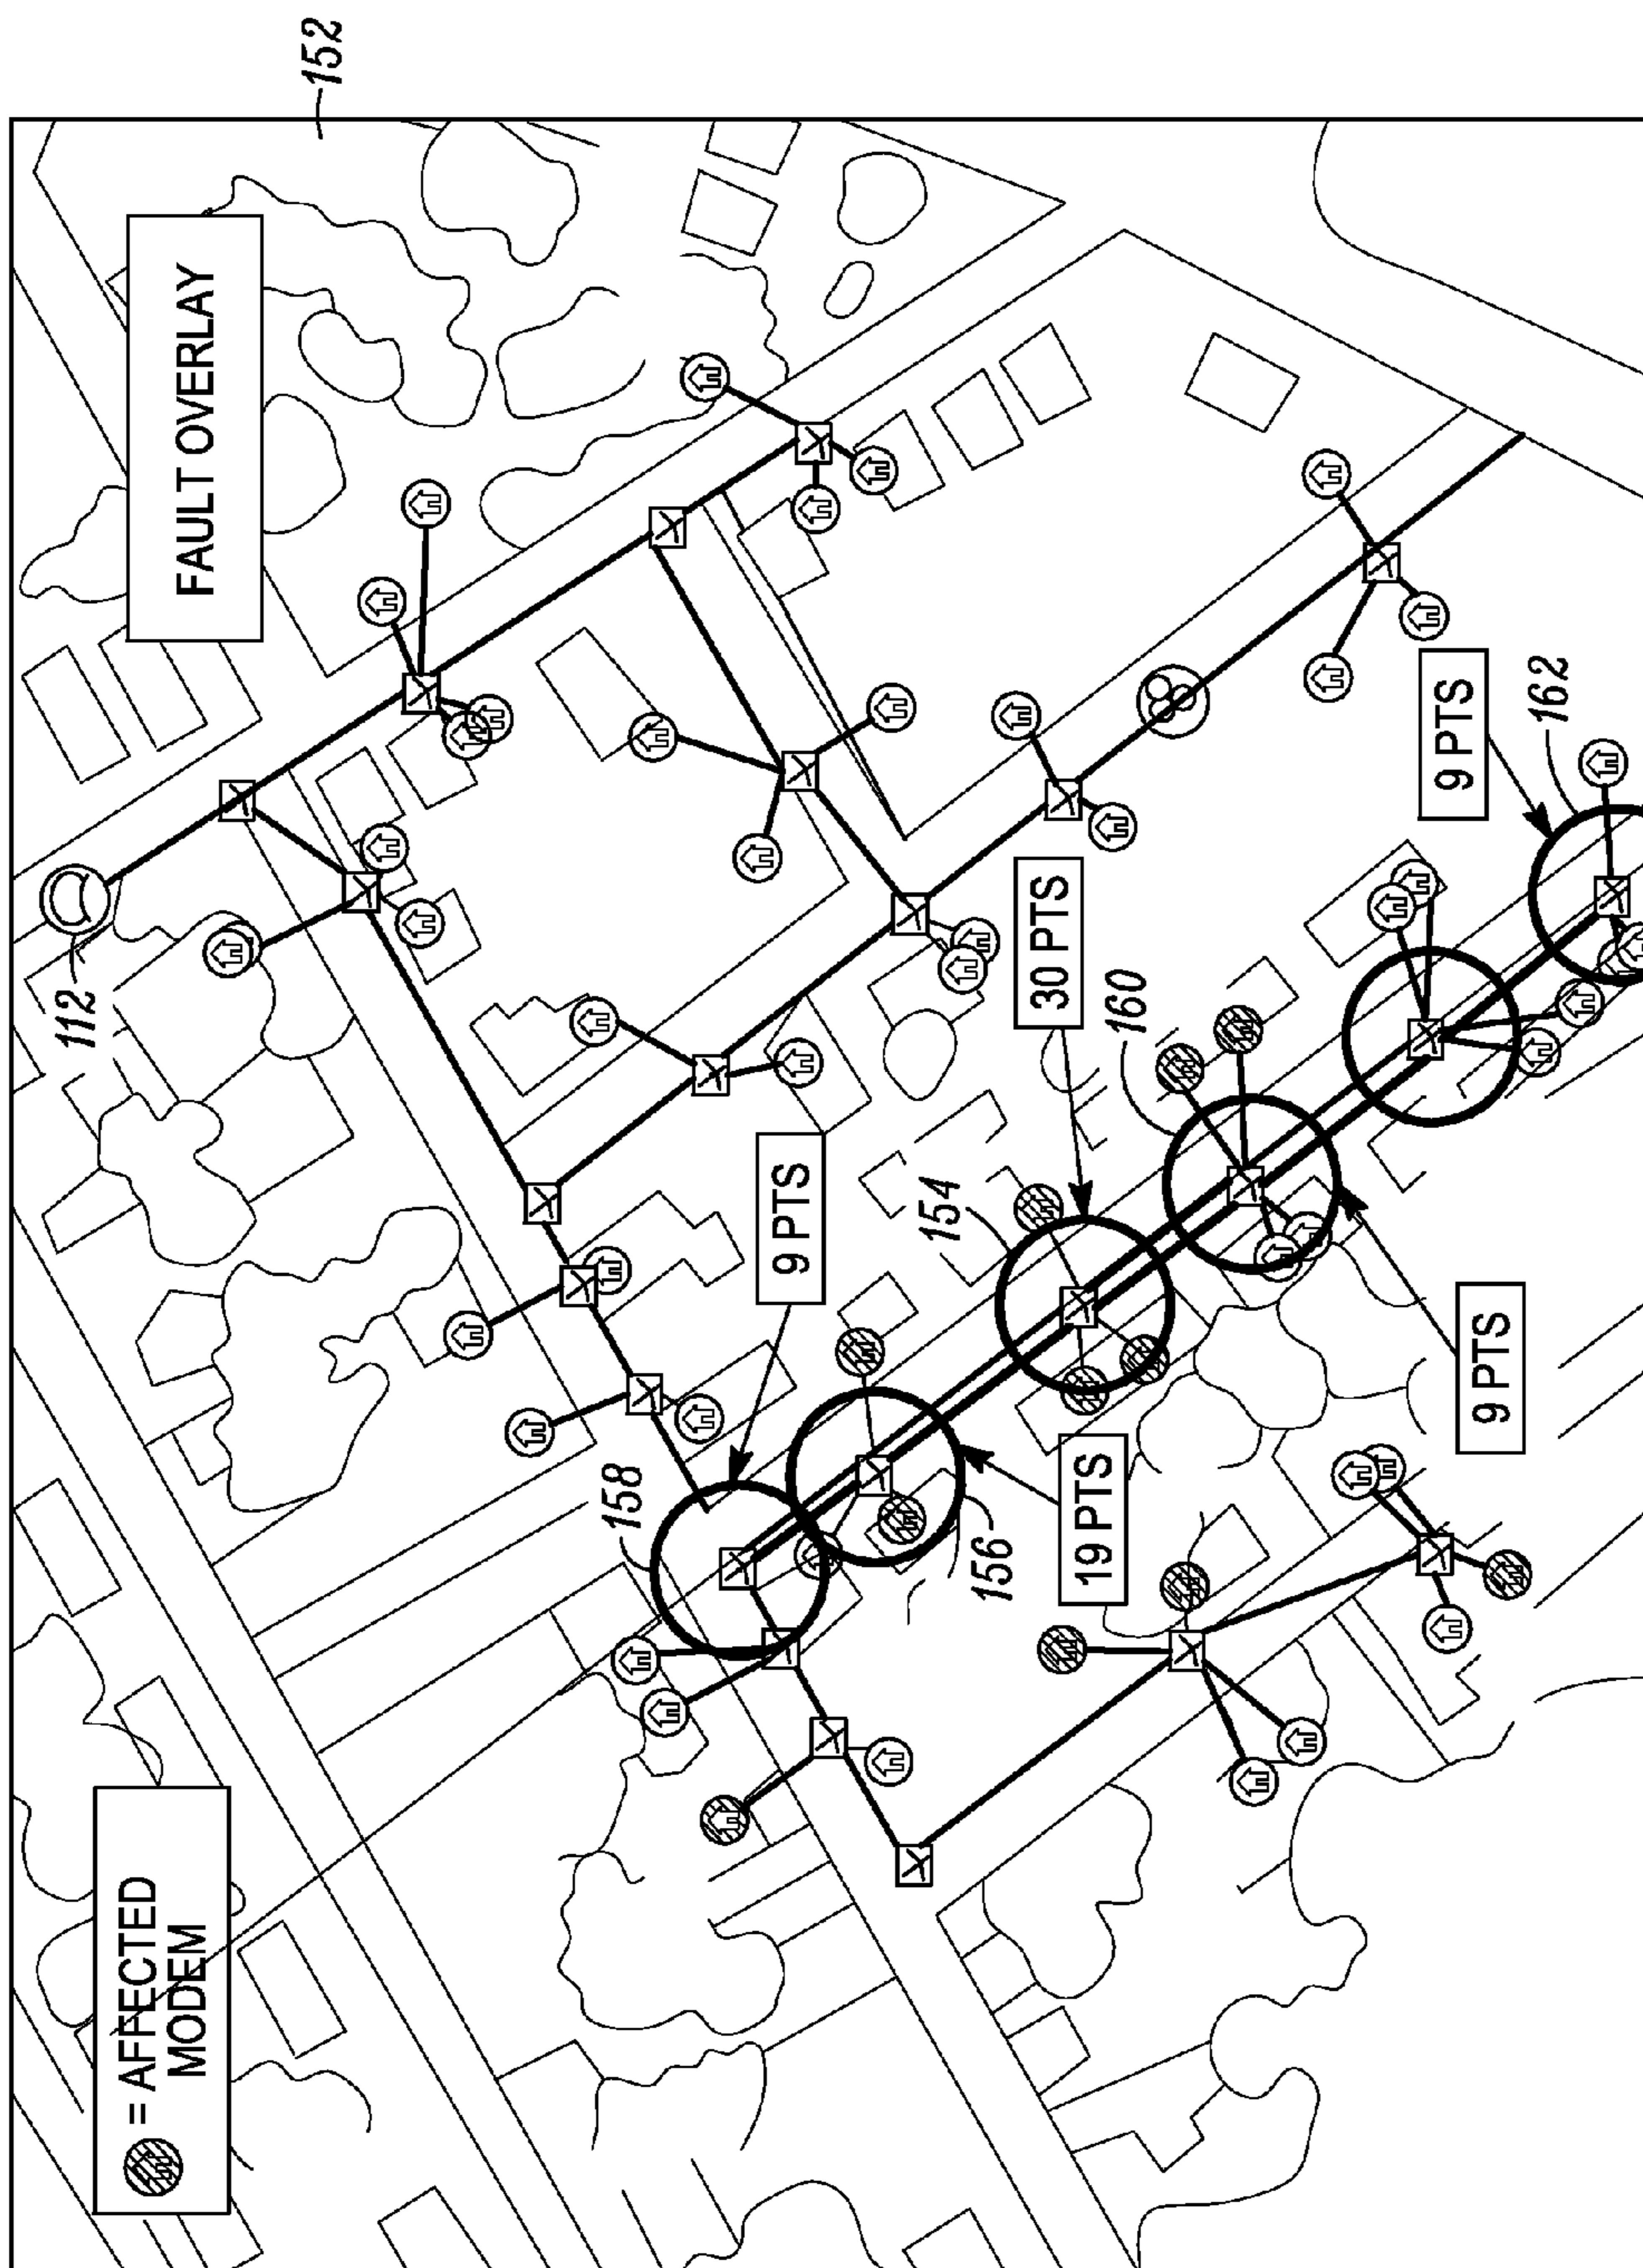 FAULT OVERLAY
152
= AFFECTED
MODEM
112
158
9 PTS
154
30 PTS
160
9 PTS
162
156
19 PTS
9 PTS